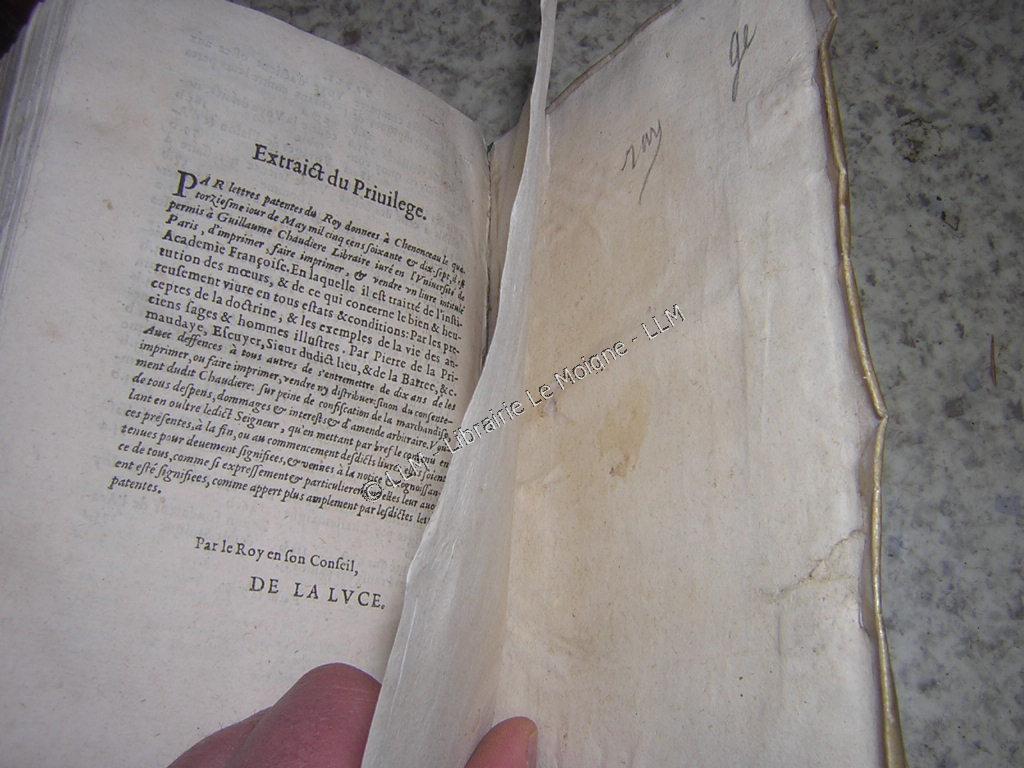 Extraict du Priuilege.
PAR lettres patentes du Roy donnees à Chenonceau le qua-
torziesme iour de May mil cinq cens soixante & dix-sept, est
permis à Guillaume Chaudiere Libraire iuré en l'Vniuersité de
Paris, d'imprimer, faire imprimer, & vendre vn liure intitulé
Academie Françoise. En laquelle il est traitté de l'insti-
tution des mœurs, & de ce qui concerne le bien & heu-
reusement viure en tous estats & conditions: Par les pre-
ceptes de la doctrine, & les exemples de la vie des an-
ciens sages & hommes illustres. Par Pierre de la Pri-
maudaye, Escuyer, Sieur dudict lieu, & de la Barree, &c.
Auec deffences à tous autres de s'entremettre de dix ans de les
imprimer, ou faire imprimer, vendre ny distribuer: sinon du consente-
ment dudit Chaudiere: sur peine de confiscation de la marchandise,
de tous despens, dommages & interests & d'amende arbitraire. Vou-
lant en oultre ledict Seigneur, qu'en mettant par bref le contenu en
ces presentes, à la fin, ou au commencement desdicts liures soient
tenues pour deuement signifiees, & vennes à la notice & cognoissan-
ce de tous, comme si expressement & particulierement elles leur auo
ent esté signifiees, comme appert plus amplement par lesdictes let
patentes.
Par le Roy en son Conseil,
DE LA LVCE.
ge
ray
© LLM - Librairie Le Moigne - LLM